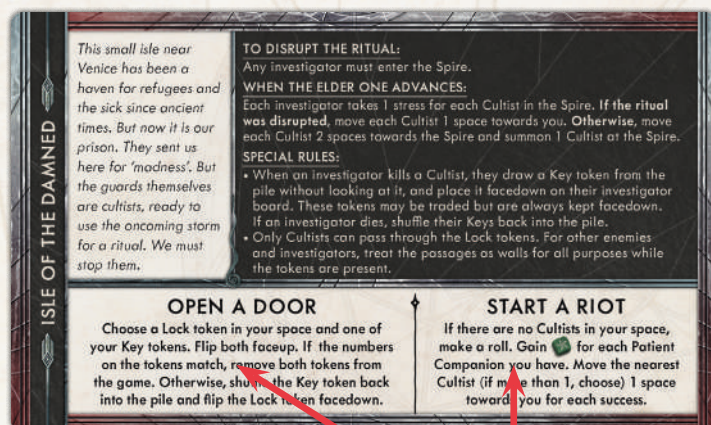 ISLE OF THE DAMNED
This small isle near
Venice has been a
haven for refugees and
the sick since ancient
times. But now it is our
prison. They sent us
here for ‘madness’. But
the guards themselves
are cultists, ready to
use the oncoming storm
for a ritual. We must
stop them.
TO DISRUPT THE RITUAL:
Any investigator must enter the Spire.
WHEN THE ELDER ONE ADVANCES:
Each investigator takes 1 stress for each Cultist in the Spire. If the ritual
was disrupted, move each Cultist 1 space towards you. Otherwise, move
each Cultist 2 spaces towards the Spire and summon 1 Cultist at the Spire.
SPECIAL RULES:
• When an investigator kills a Cultist, they draw a Key token from the
pile without looking at it, and place it facedown on their investigator
board. These tokens may be traded but are always kept facedown.
If an investigator dies, shuffle their Keys back into the pile.
• Only Cultists can pass through the Lock tokens. For other enemies
and investigators, treat the passages as walls for all purposes while
the tokens are present.
OPEN A DOOR
Choose a Lock token in your space and one of
your Key tokens. Flip both faceup. If the numbers
on the tokens match, remove both tokens from
the game. Otherwise, shuffle the Key token back
into the pile and flip the Lock token facedown.
START A RIOT
If there are no Cultists in your space,
make a roll. Gain for each Patient
Companion you have. Move the nearest
Cultist (if more than 1, choose) 1 space
towards you for each success.